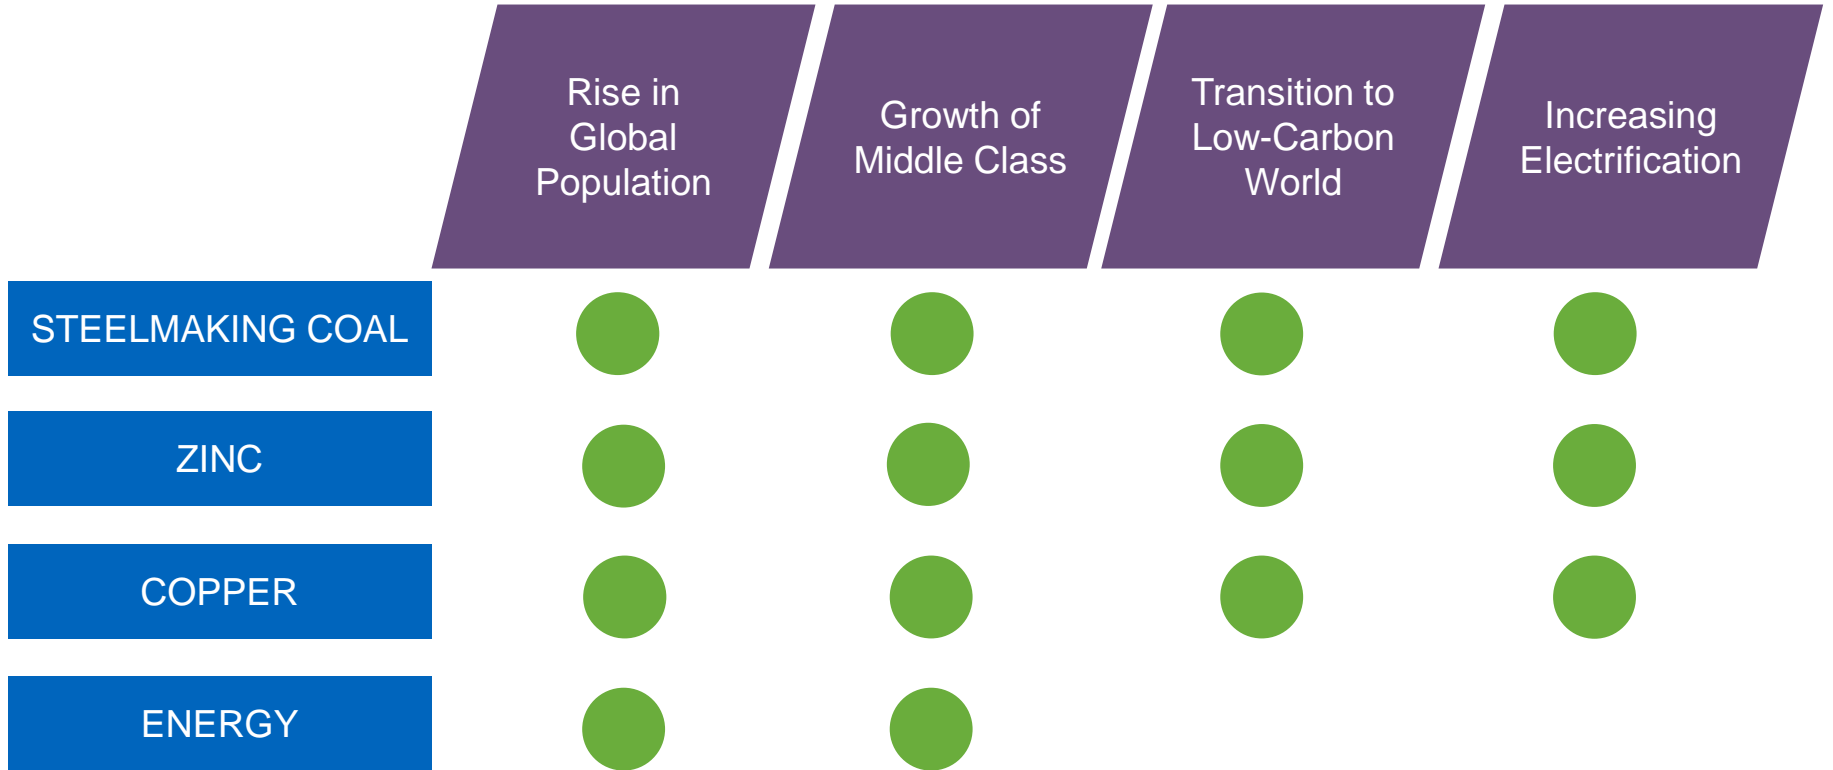 Rise in
Global
Population
Growth of
Middle Class
Transition to
Low-Carbon
World
Increasing
Electrification
STEELMAKING COAL
ZINC
COPPER
ENERGY